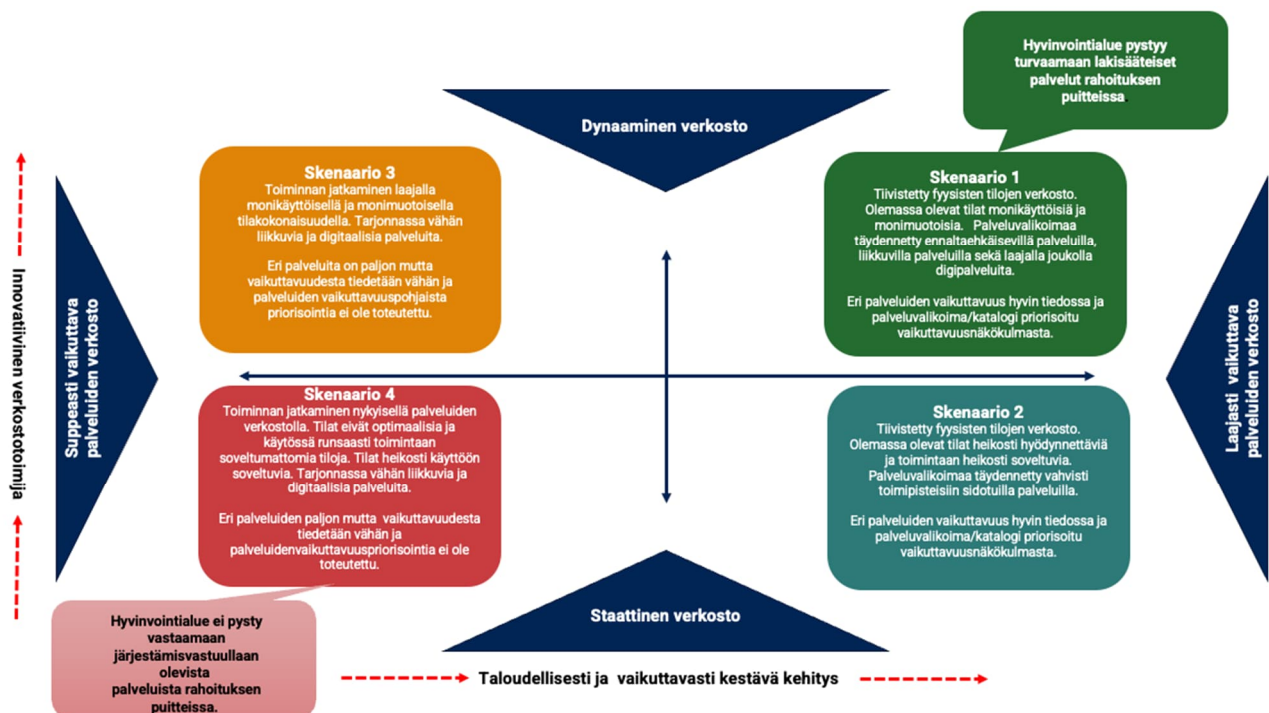 Hyvinvointialue pystyy
turvaamaan lakisääteiset
palvelut rahoituksen
puitteissa.
Dynaaminen verkosto
Skenaario 3
Toiminnan jatkaminen laajalla
monikäyttöisellä ja monimuotoisella
tilakokonaisuudella. Tarjonnassa vähän
liikkuvia ja digitaalisia palveluita.
Eri palveluita on paljon mutta
vaikuttavuudesta tiedetään vähän ja
palveluiden vaikuttavuuspohjaista
priorisointia ei ole toteutettu.
Skenaario 1
Tiivistetty fyysisten tilojen verkosto.
Olemassa olevat tilat monikäyttöisiä ja
monimuotoisia. Palveluvalikoimaa
täydennetty ennaltaehkäisevillä palveluilla,
liikkuvilla palveluilla sekä laajalla joukolla
digipalveluita.
Eri palveluiden vaikuttavuus hyvin tiedossa ja
palveluvalikoima/katalogi priorisoitu
vaikuttavuusnäkökulmasta.
Innovatiivinen verkostotoimija
Suppeasti vaikuttava
palveluiden verkosto
Laajasti vaikuttava
palveluiden verkosto
Skenaario 4
Toiminnan jatkaminen nykyisellä palveluiden
verkostolla. Tilat eivät optimaalisia ja
käytössä runsaasti toimintaan
soveltumattomia tiloja. Tilat heikosti käyttöön
soveltuvia. Tarjonnassa vähän liikkuvia ja
digitaalisia palveluita.
Eri palveluiden paljon mutta vaikuttavuudesta
tiedetään vähän ja
palveluidenvaikuttavuuspriorisointia ei ole
toteutettu.
Skenaario 2
Tiivistetty fyysisten tilojen verkosto.
Olemassa olevat tilat heikosti hyödynnettäviä
ja toimintaan heikosti soveltuvia.
Palveluvalikoimaa täydennetty vahvisti
toimipisteisiin sidotuilla palveluilla.
Eri palveluiden vaikuttavuus hyvin tiedossa ja
palveluvalikoima/katalogi priorisoitu
vaikuttavuusnäkökulmasta.
Staattinen verkosto
Hyvinvointialue ei pysty
vastaamaan
järjestämisvastuullaan
olevista
palveluista rahoituksen
puitteissa.
Taloudellisesti ja vaikuttavasti kestävä kehitys